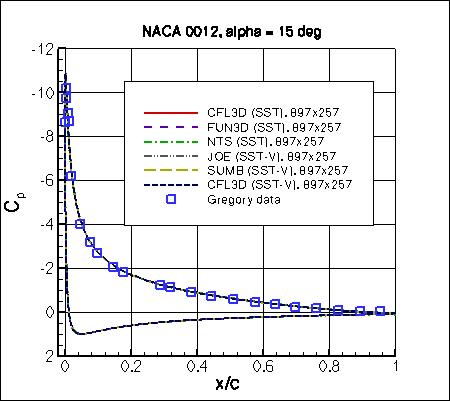 NACA 0012, alpha = 15 deg
-12
-10
-8
-6
-4
-2
0
2
Cp
CFL3D (SST), 897x257
FUN3D (SST), 897x257
NTS (SST), 897x257
JOE (SST-V), 897x257
SUMB (SST-V), 897x257
CFL3D (SST-V), 897x257
Gregory data
0 0.2 0.4 0.6 0.8 1
x/c